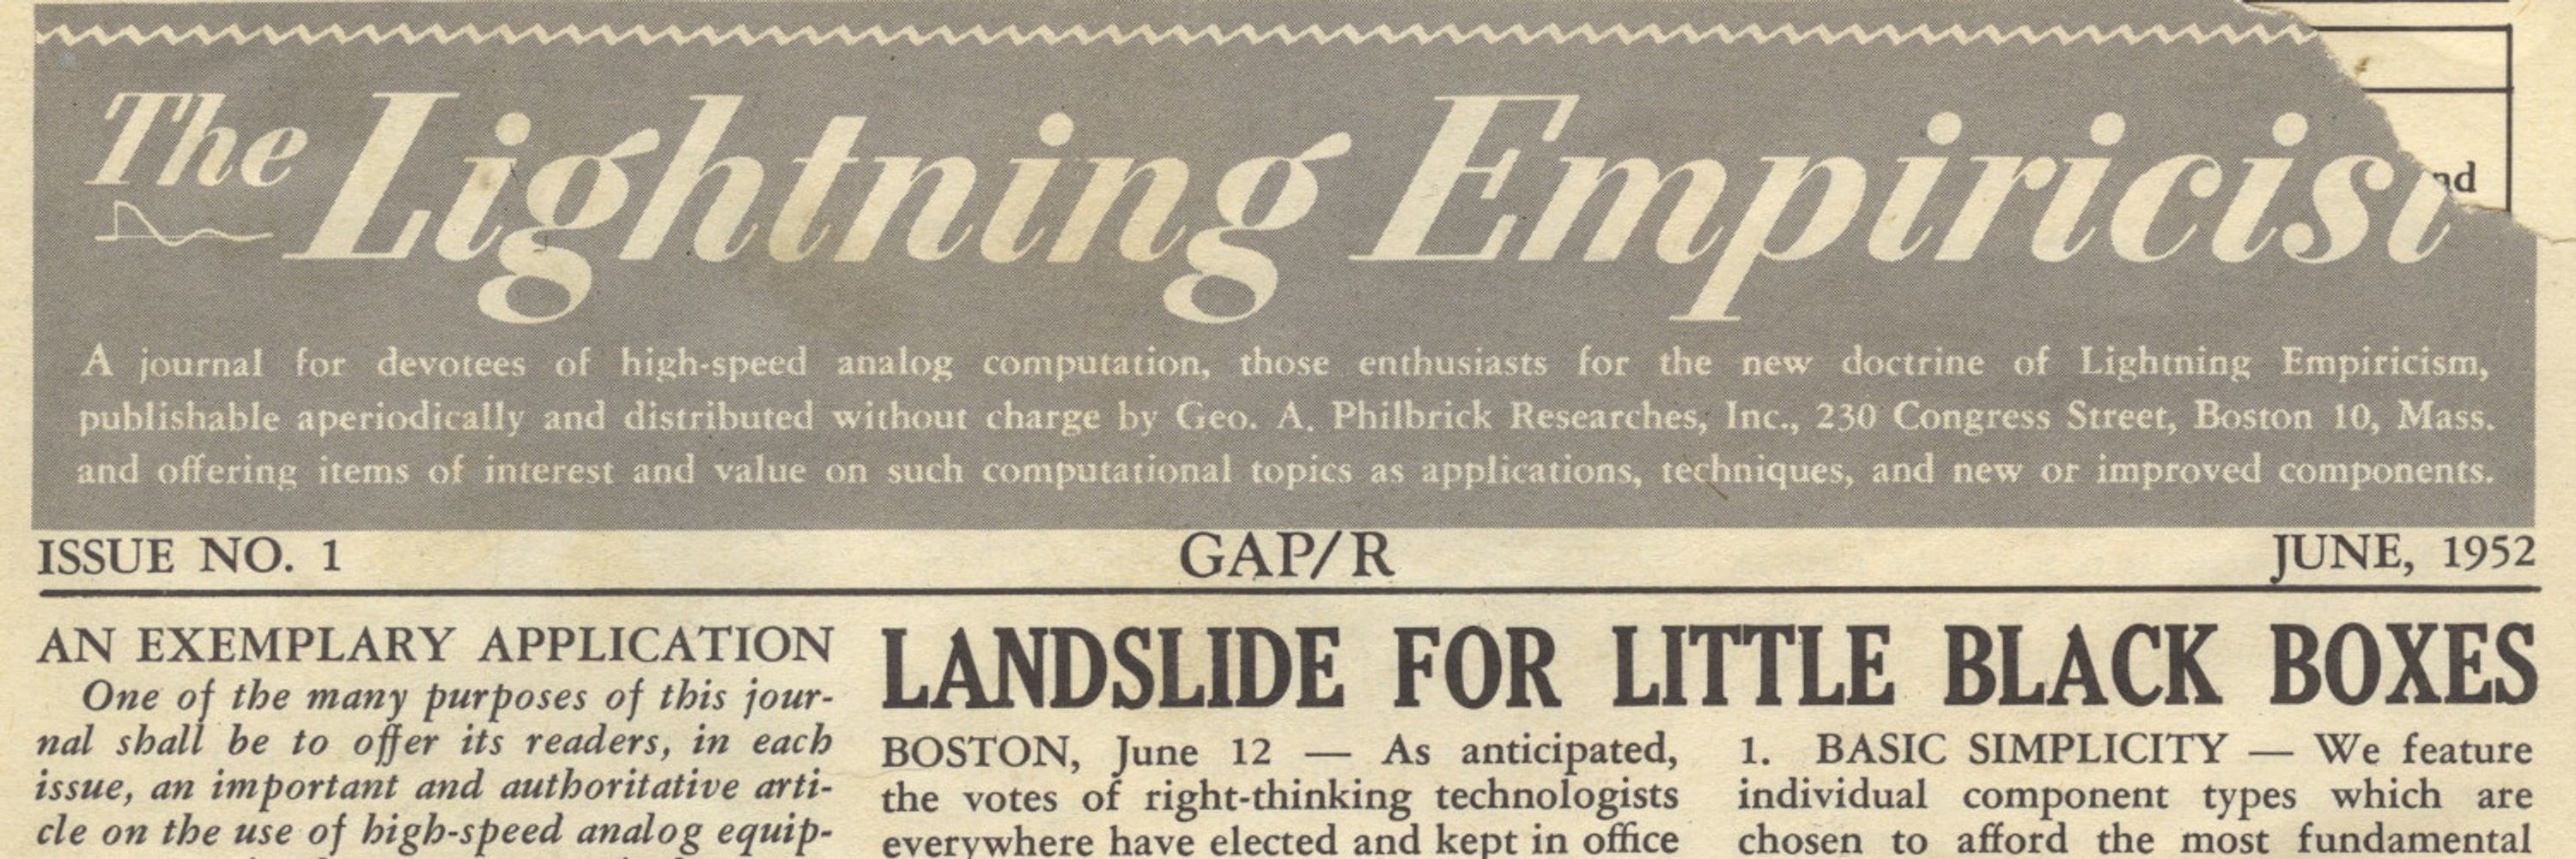 The Lightning Empiricist
nd
A journal for devotees of high-speed analog computation, those enthusiasts for the new doctrine of Lightning Empiricism,
publishable aperiodically and distributed without charge by Geo. A. Philbrick Researches, Inc., 230 Congress Street, Boston 10, Mass.
and offering items of interest and value on such computational topics as applications, techniques, and new or improved components.
ISSUE NO. 1 GAP/R JUNE, 1952
AN EXEMPLARY APPLICATION
One of the many purposes of this jour-
nal shall be to offer its readers, in each
issue, an important and authoritative arti-
cle on the use of high-speed analog equip-
LANDSLIDE FOR LITTLE BLACK BOXES
BOSTON, June 12 — As anticipated,
the votes of right-thinking technologists
everywhere have elected and kept in office
1. BASIC SIMPLICITY — We feature
individual component types which are
chosen to afford the most fundamental